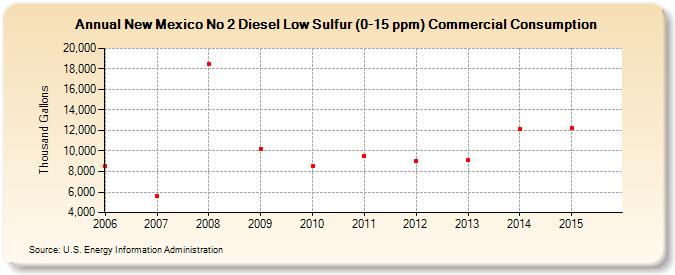 Annual New Mexico No 2 Diesel Low Sulfur (0-15 ppm) Commercial Consumption
Thousand Gallons
20,000
18,000
16,000
14,000
12,000
10,000
8,000
6,000
4,000
2006 2007 2008 2009 2010 2011 2012 2013 2014 2015
Source: U.S. Energy Information Administration